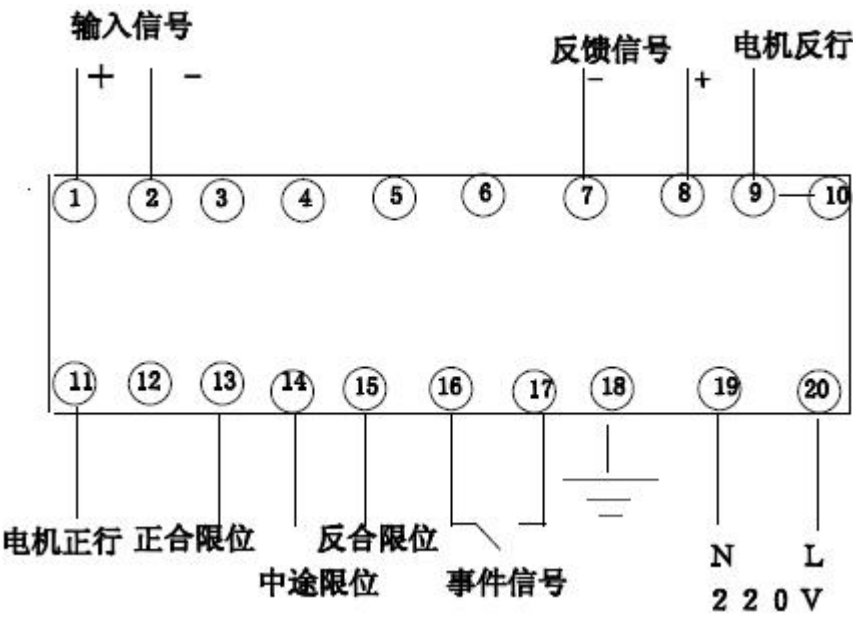 输入信号
反馈信号
电机反行
+ -
- +
1 2 3 4 5 6 7 8 9 10
11 12 13 14 15 16 17 18 19 20
电机正行 正合限位 反合限位
中途限位 事件信号
N L
2 2 0 V